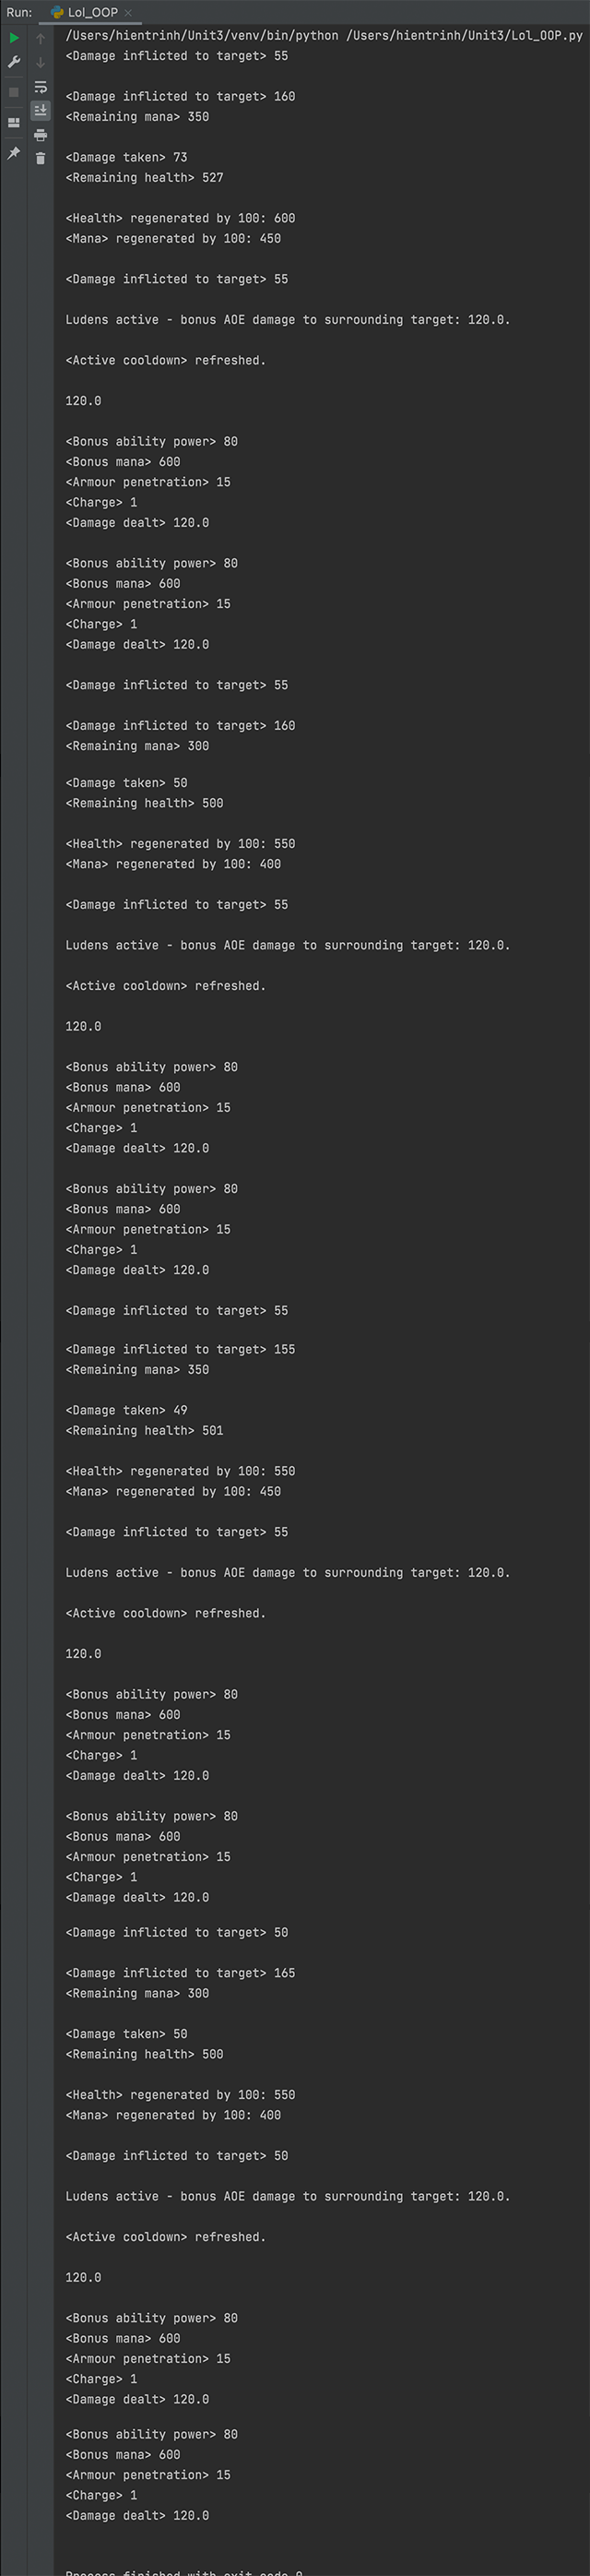 Run: Lol_OOP
/Users/hientrinh/Unit3/venv/bin/python /Users/hientrinh/Unit3/Lol_OOP.py
<Damage inflicted to target> 55
<Damage inflicted to target> 160
<Remaining mana> 350
<Damage taken> 73
<Remaining health> 527
<Health> regenerated by 100: 600
<Mana> regenerated by 100: 450
<Damage inflicted to target> 55
Ludens active - bonus AOE damage to surrounding target: 120.0.
<Active cooldown> refreshed.
120.0
<Bonus ability power> 80
<Bonus mana> 600
<Armour penetration> 15
<Charge> 1
<Damage dealt> 120.0
<Bonus ability power> 80
<Bonus mana> 600
<Armour penetration> 15
<Charge> 1
<Damage dealt> 120.0
<Damage inflicted to target> 55
<Damage inflicted to target> 160
<Remaining mana> 300
<Damage taken> 50
<Remaining health> 500
<Health> regenerated by 100: 550
<Mana> regenerated by 100: 400
<Damage inflicted to target> 55
Ludens active - bonus AOE damage to surrounding target: 120.0.
<Active cooldown> refreshed.
120.0
<Bonus ability power> 80
<Bonus mana> 600
<Armour penetration> 15
<Charge> 1
<Damage dealt> 120.0
<Bonus ability power> 80
<Bonus mana> 600
<Armour penetration> 15
<Charge> 1
<Damage dealt> 120.0
<Damage inflicted to target> 55
<Damage inflicted to target> 155
<Remaining mana> 350
<Damage taken> 49
<Remaining health> 501
<Health> regenerated by 100: 550
<Mana> regenerated by 100: 450
<Damage inflicted to target> 55
Ludens active - bonus AOE damage to surrounding target: 120.0.
<Active cooldown> refreshed.
120.0
<Bonus ability power> 80
<Bonus mana> 600
<Armour penetration> 15
<Charge> 1
<Damage dealt> 120.0
<Bonus ability power> 80
<Bonus mana> 600
<Armour penetration> 15
<Charge> 1
<Damage dealt> 120.0
<Damage inflicted to target> 50
<Damage inflicted to target> 165
<Remaining mana> 300
<Damage taken> 50
<Remaining health> 500
<Health> regenerated by 100: 550
<Mana> regenerated by 100: 400
<Damage inflicted to target> 50
Ludens active - bonus AOE damage to surrounding target: 120.0.
<Active cooldown> refreshed.
120.0
<Bonus ability power> 80
<Bonus mana> 600
<Armour penetration> 15
<Charge> 1
<Damage dealt> 120.0
<Bonus ability power> 80
<Bonus mana> 600
<Armour penetration> 15
<Charge> 1
<Damage dealt> 120.0
Process finished with exit code 0